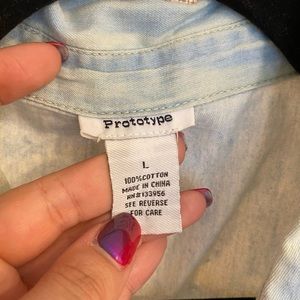 Prototype
L
100%COTTON
MADE IN CHINA
RN#133956
SEE REVERSE
FOR CARE